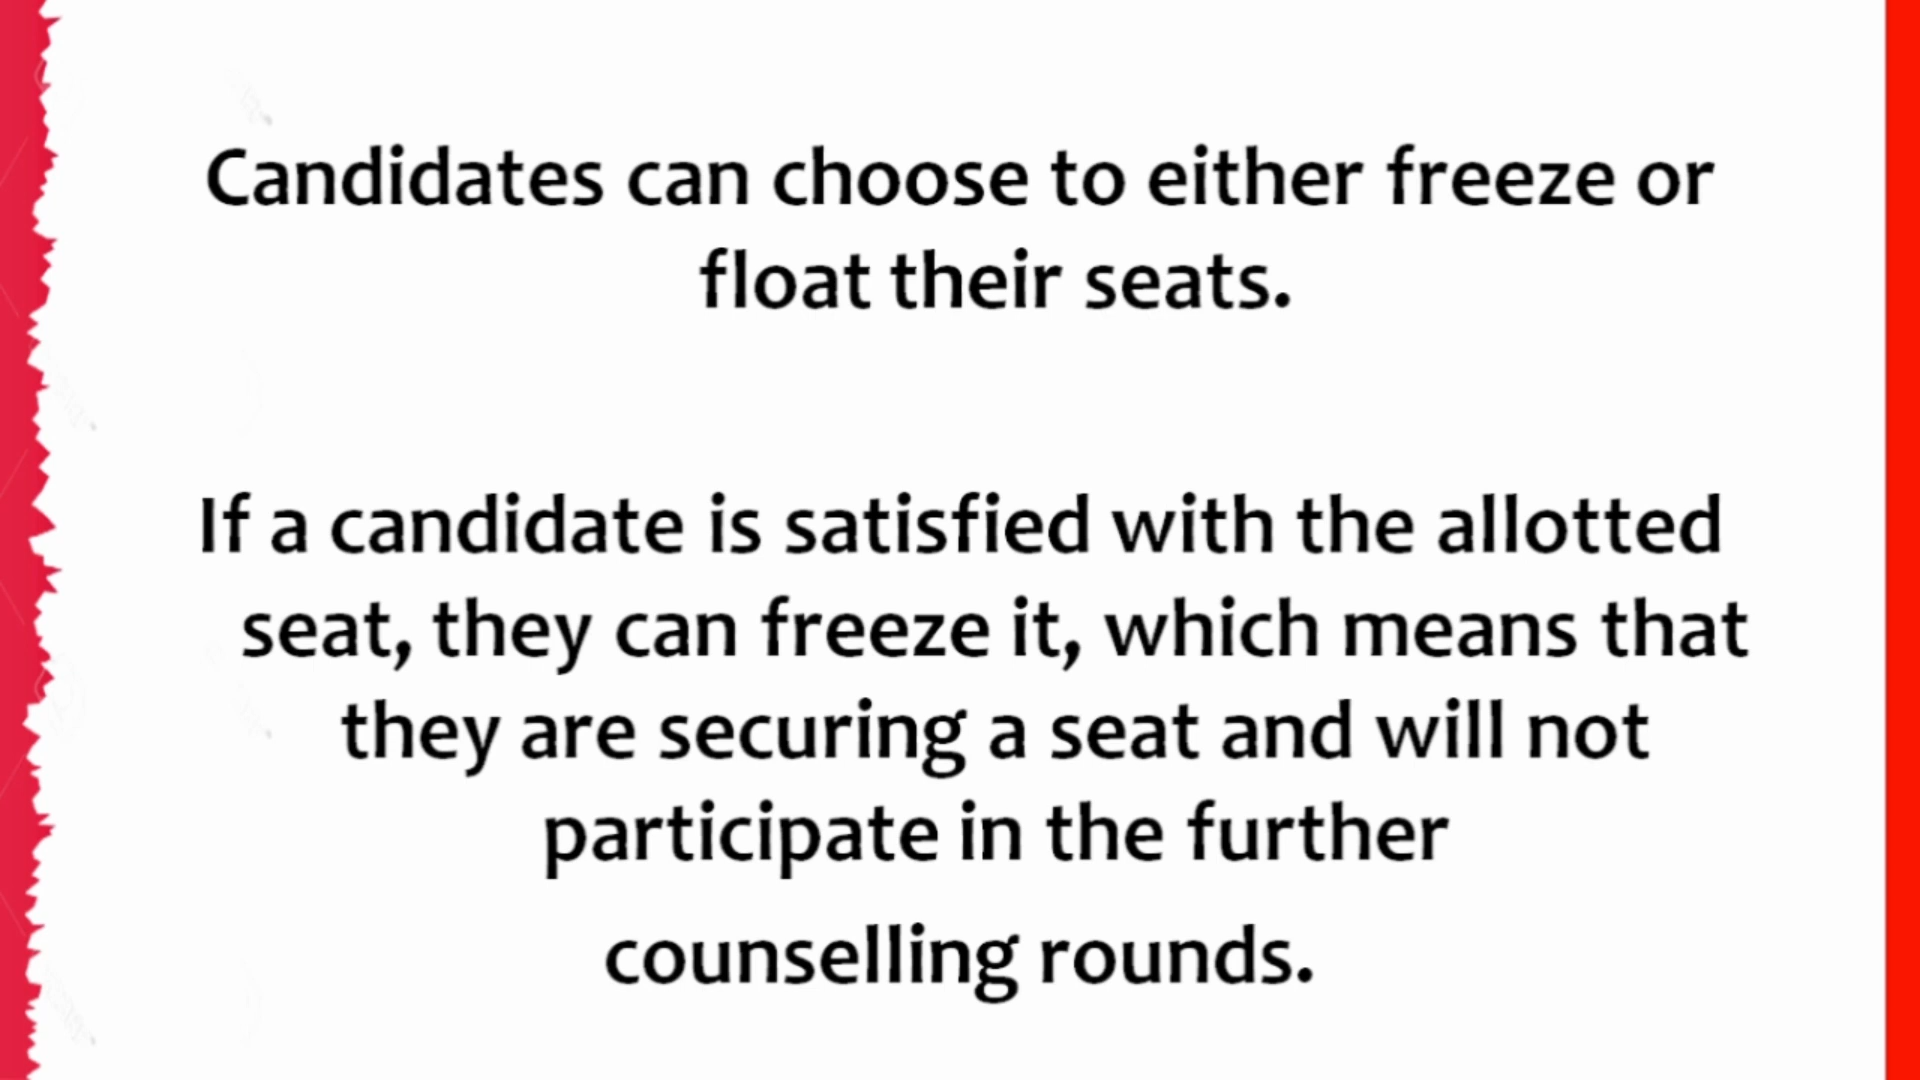 Candidates can choose to either freeze or
float their seats.
If a candidate is satisfied with the allotted
seat, they can freeze it, which means that
they are securing a seat and will not
participate in the further
counselling rounds.